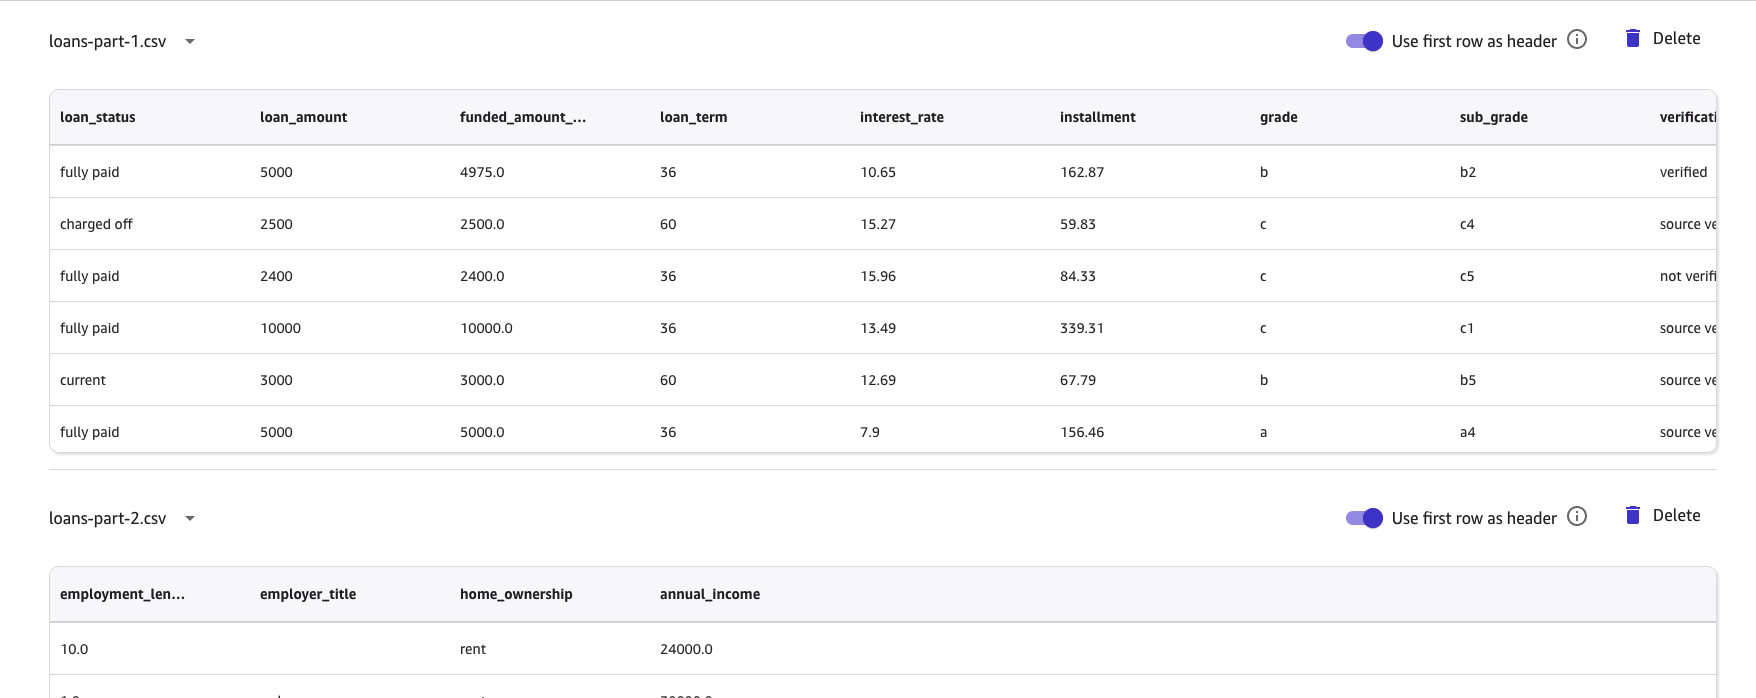 loans-part-1.csv Use first row as header Delete
loan_status loan_amount funded_amount_... loan_term interest_rate installment grade sub_grade verificati
fully paid 5000 4975.0 36 10.65 162.87 b b2 verified
charged off 2500 2500.0 60 15.27 59.83 c c4 source ve
fully paid 2400 2400.0 36 15.96 84.33 c c5 not verifi
fully paid 10000 10000.0 36 13.49 339.31 c c1 source ve
current 3000 3000.0 60 12.69 67.79 b b5 source ve
fully paid 5000 5000.0 36 7.9 156.46 a a4 source ve
loans-part-2.csv Use first row as header Delete
employment_len... employer_title home_ownership annual_income
10.0 rent 24000.0